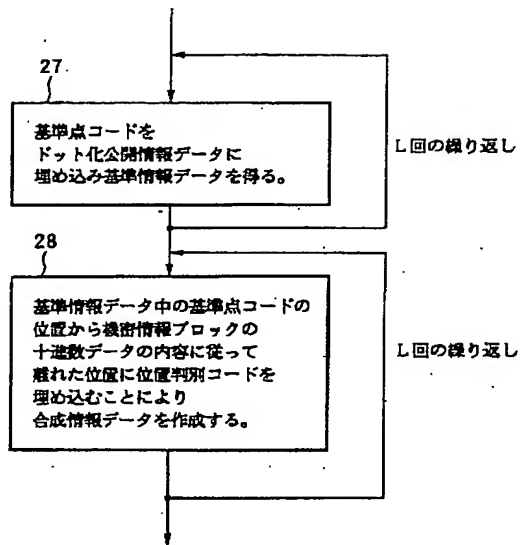 27
基準点コードを
ドット化公開情報データに
埋め込み基準情報データを得る。
L回の繰り返し
28
基準情報データ中の基準点コードの
位置から機密情報ブロックの
十進数データの内容に従って
離れた位置に位置判別コードを
埋め込むことにより
合成情報データを作成する。
L回の繰り返し